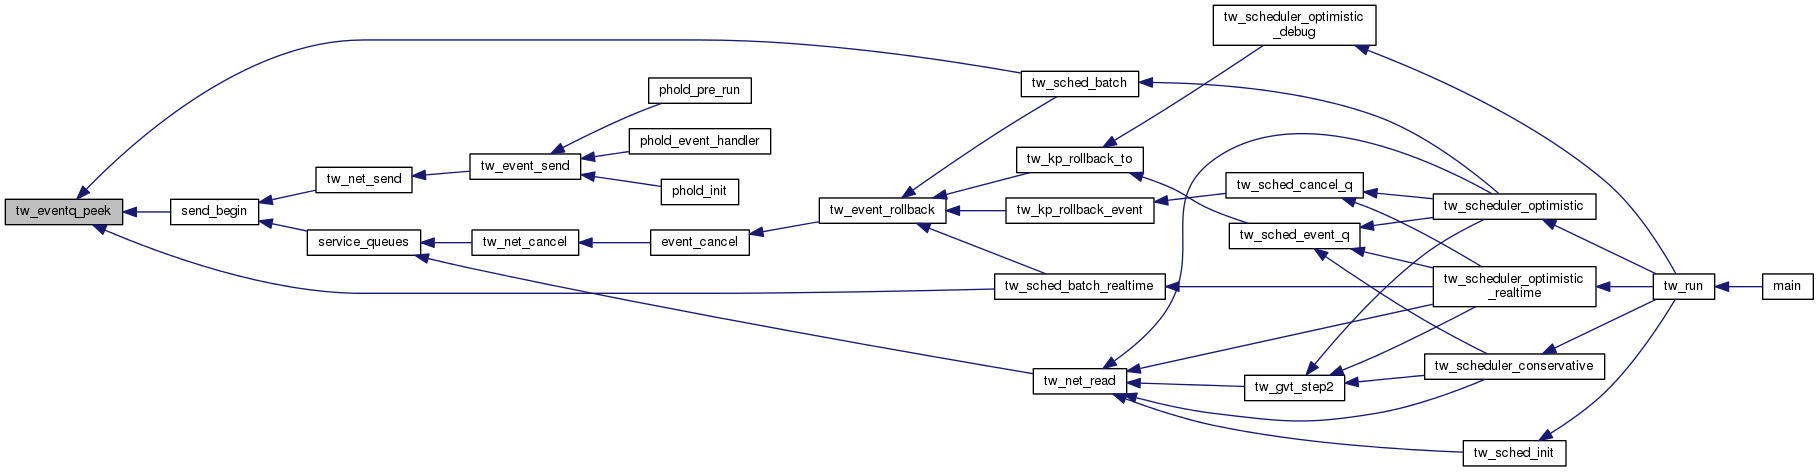 tw_scheduler_optimistic
_debug
tw_sched_batch
phold_pre_run
phold_event_handler
tw_event_send
tw_kp_rollback_to
tw_net_send
phold_init
tw_sched_cancel_q
tw_scheduler_optimistic
tw_eventq_peek
send_begin
tw_event_rollback
tw_kp_rollback_event
tw_sched_event_q
service_queues
tw_net_cancel
event_cancel
tw_sched_batch_realtime
tw_scheduler_optimistic
_realtime
tw_run
main
tw_net_read
tw_gvt_step2
tw_scheduler_conservative
tw_sched_init